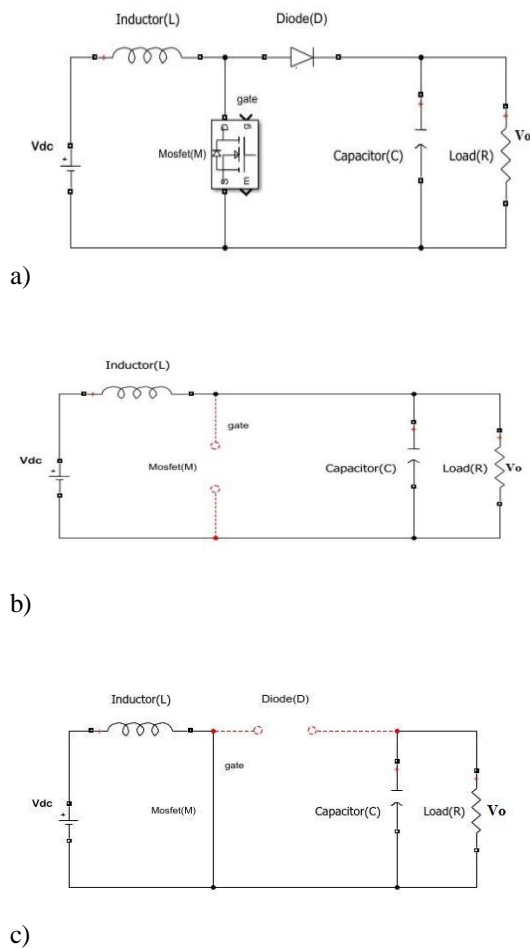 Inductor(L) Diode(D)
gate
D g
Vdc Mosfet(M) Capacitor(C) Load(R) Vo
S m
a)
Inductor(L)
gate
Vdc Mosfet(M) Capacitor(C) Load(R) Vo
b)
Inductor(L) Diode(D)
gate
Vdc Mosfet(M) Capacitor(C) Load(R) Vo
c)